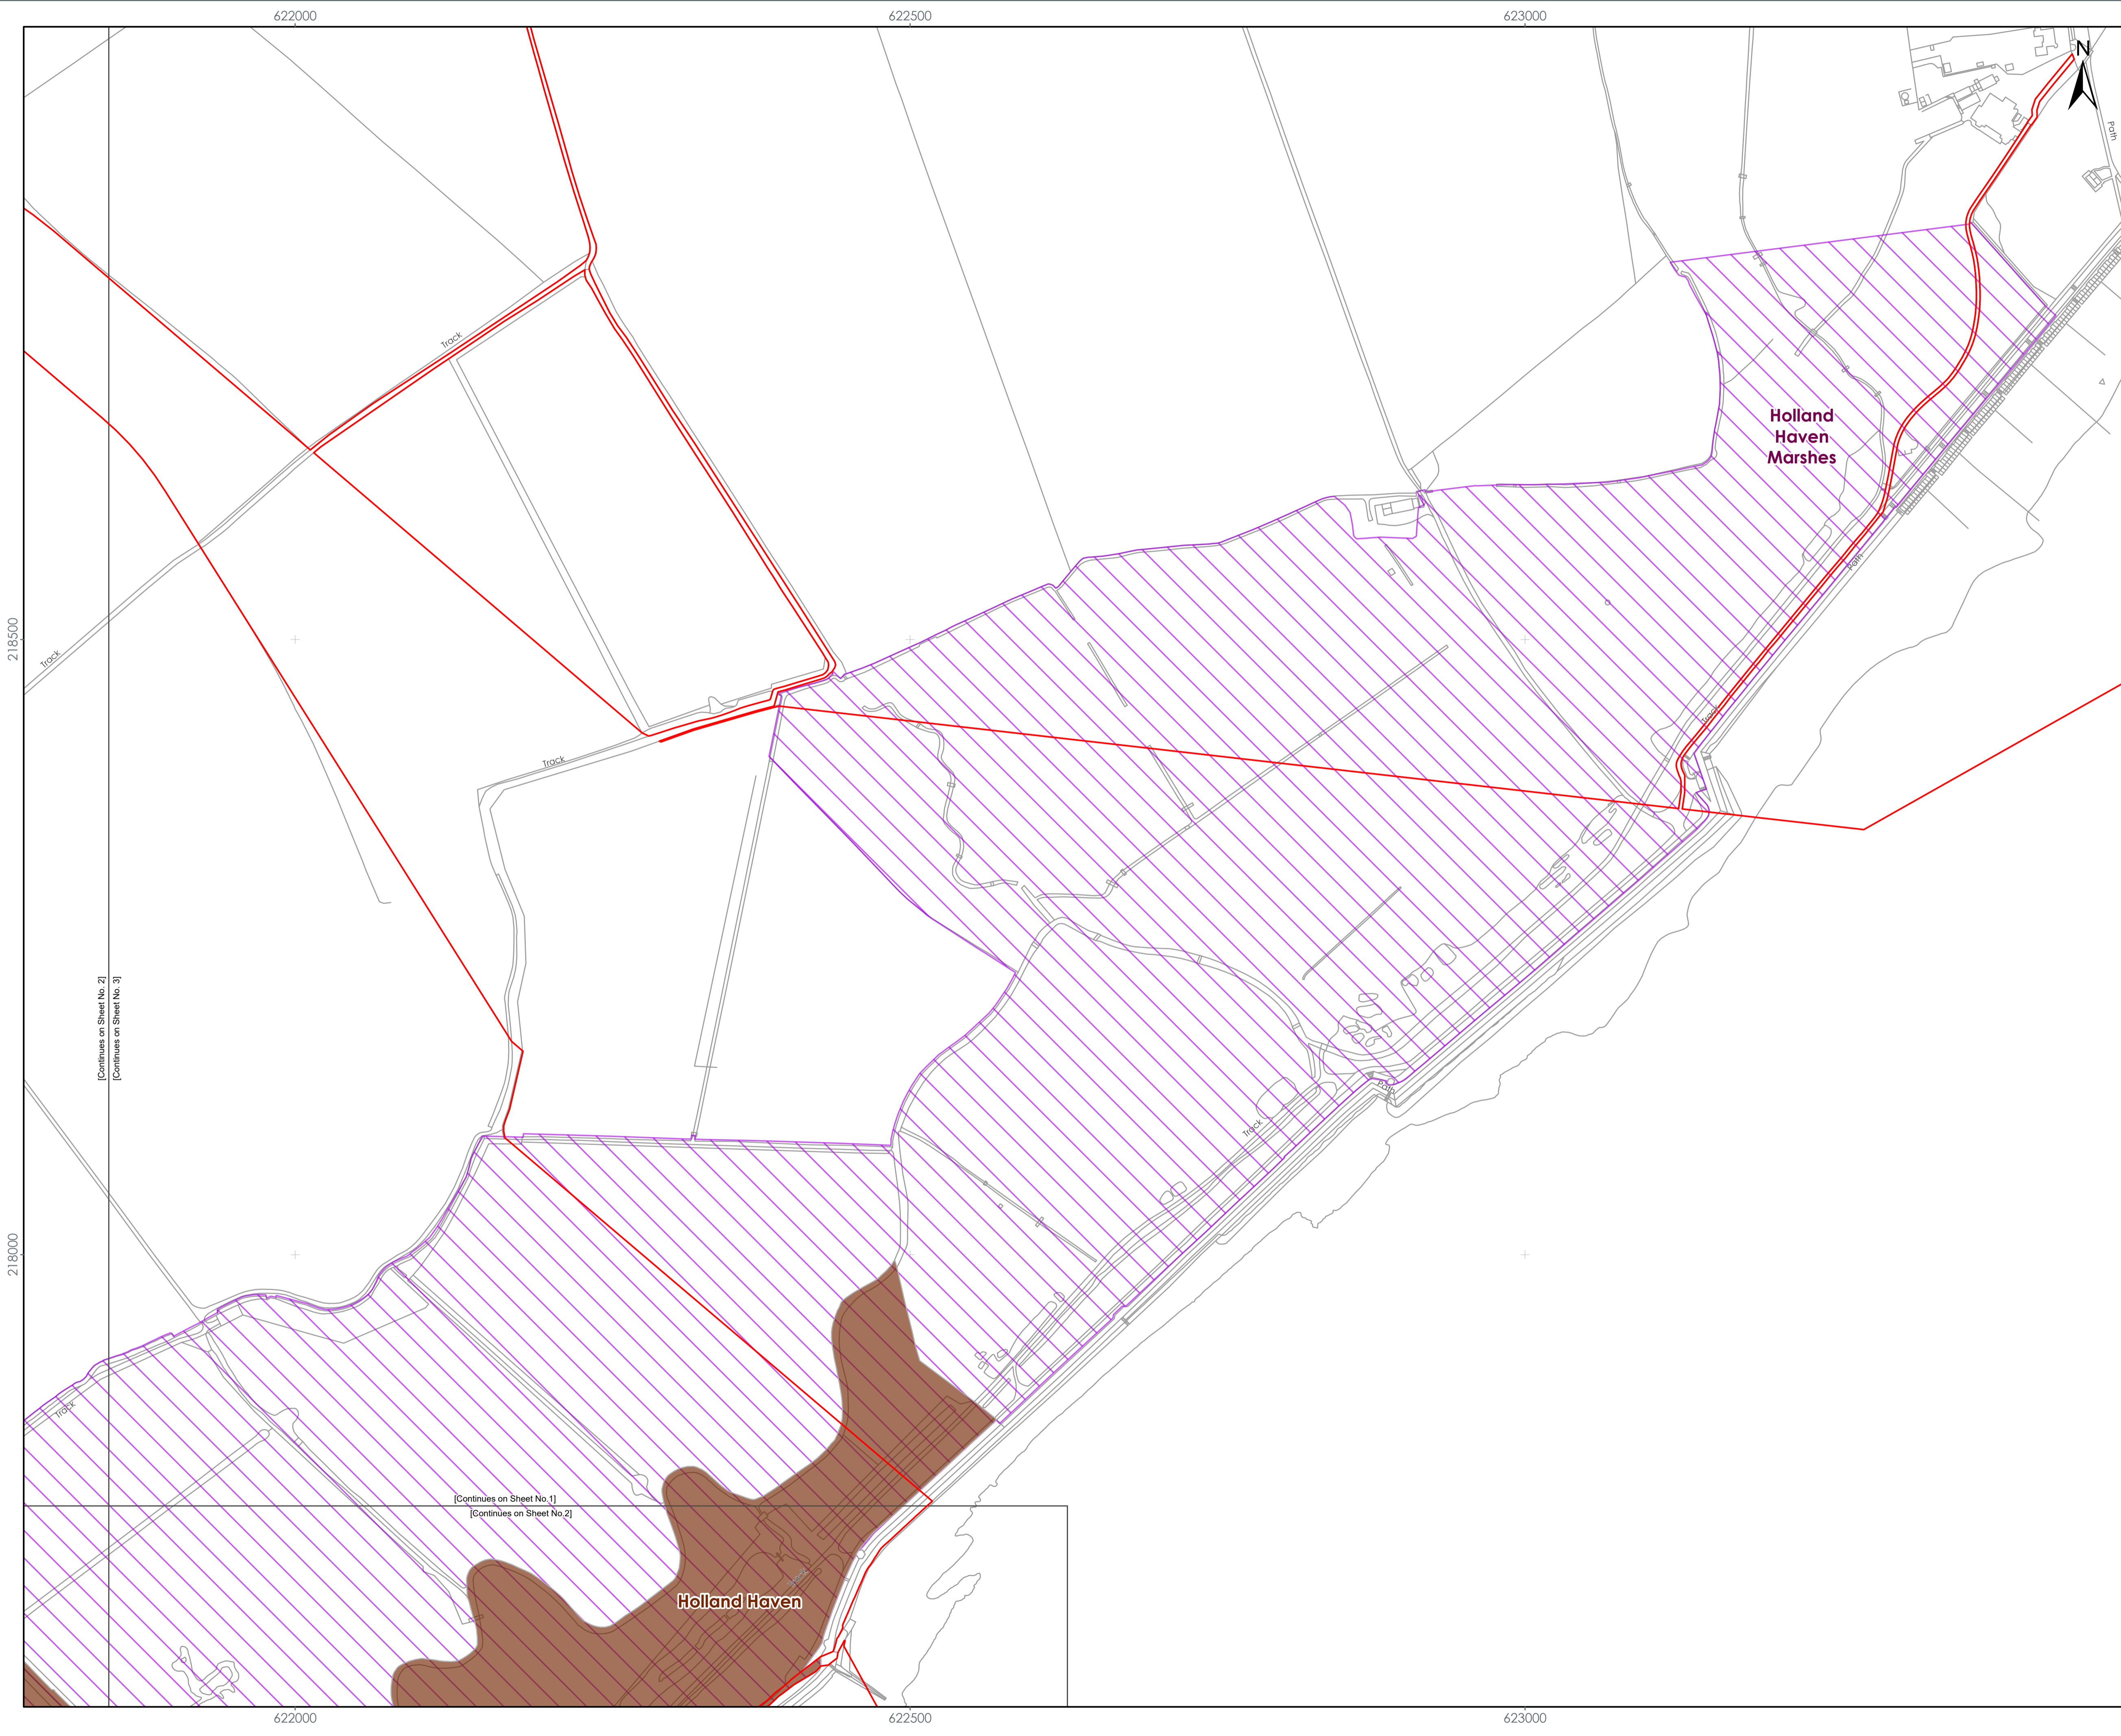 622000
622500
623000
N
Path
Track
Holland
Haven
Marshes
Path
218500
Track
Track
Track
[Continues on Sheet No. 2]
[Continues on Sheet No. 3]
Path
Track
218000
Track
[Continues on Sheet No.1]
[Continues on Sheet No.2]
Holland Haven
622000
622500
623000